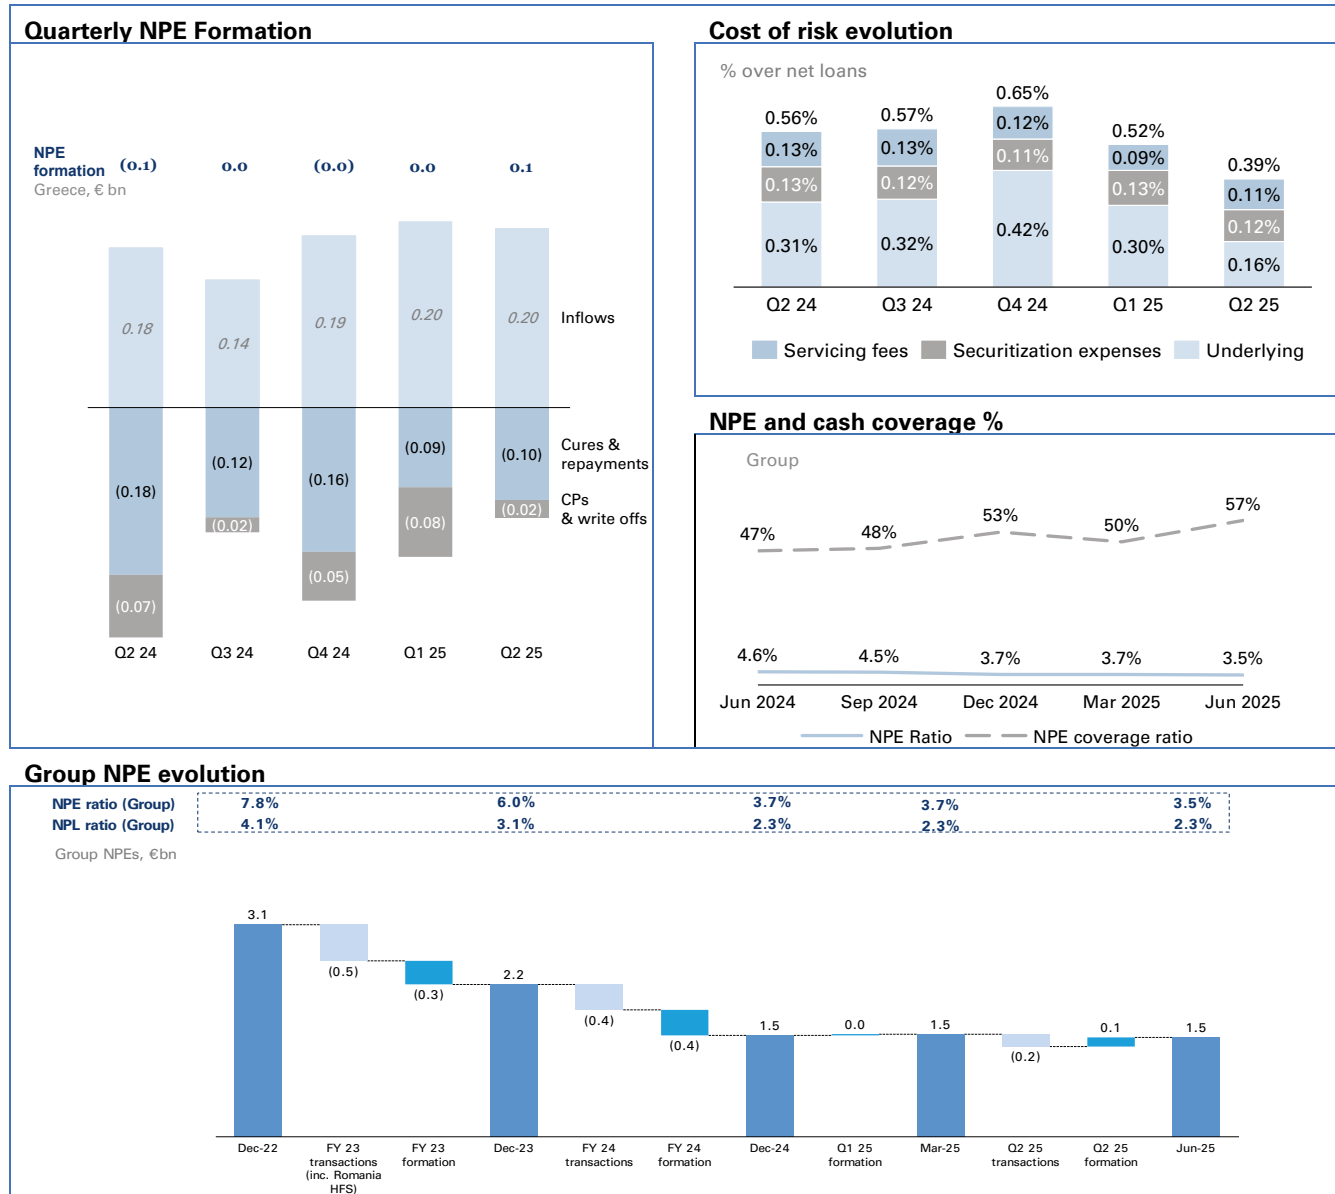 Quarterly NPE Formation
NPE
formation
Greece, € bn
(0.1) 0.0 (0.0) 0.0 0.1
0.18 0.14 0.19 0.20 0.20
Inflows
(0.18) (0.12) (0.16) (0.09) (0.10)
Cures &
repayments
(0.07) (0.02) (0.05) (0.08) (0.02)
CPs
& write offs
Q2 24 Q3 24 Q4 24 Q1 25 Q2 25
Cost of risk evolution
% over net loans
0.56% 0.57% 0.65% 0.52% 0.39%
0.13% 0.13% 0.12% 0.09% 0.11%
0.13% 0.12% 0.11% 0.13% 0.12%
0.31% 0.32% 0.42% 0.30% 0.16%
Q2 24 Q3 24 Q4 24 Q1 25 Q2 25
Servicing fees Securitization expenses Underlying
NPE and cash coverage %
Group
47% 48% 53% 50% 57%
4.6% 4.5% 3.7% 3.7% 3.5%
Jun 2024 Sep 2024 Dec 2024 Mar 2025 Jun 2025
NPE Ratio NPE coverage ratio
Group NPE evolution
NPE ratio (Group) 7.8% 6.0% 3.7% 3.7% 3.5%
NPL ratio (Group) 4.1% 3.1% 2.3% 2.3% 2.3%
Group NPEs, €bn
3.1 (0.5) (0.3) 2.2 (0.4) (0.4) 1.5 0.0 1.5 (0.2) 0.1 1.5
Dec-22
FY 23
transactions
(inc. Romania
HFS)
FY 23
formation
Dec-23
FY 24
transactions
FY 24
formation
Dec-24
Q1 25
formation
Mar-25
Q2 25
transactions
Q2 25
formation
Jun-25